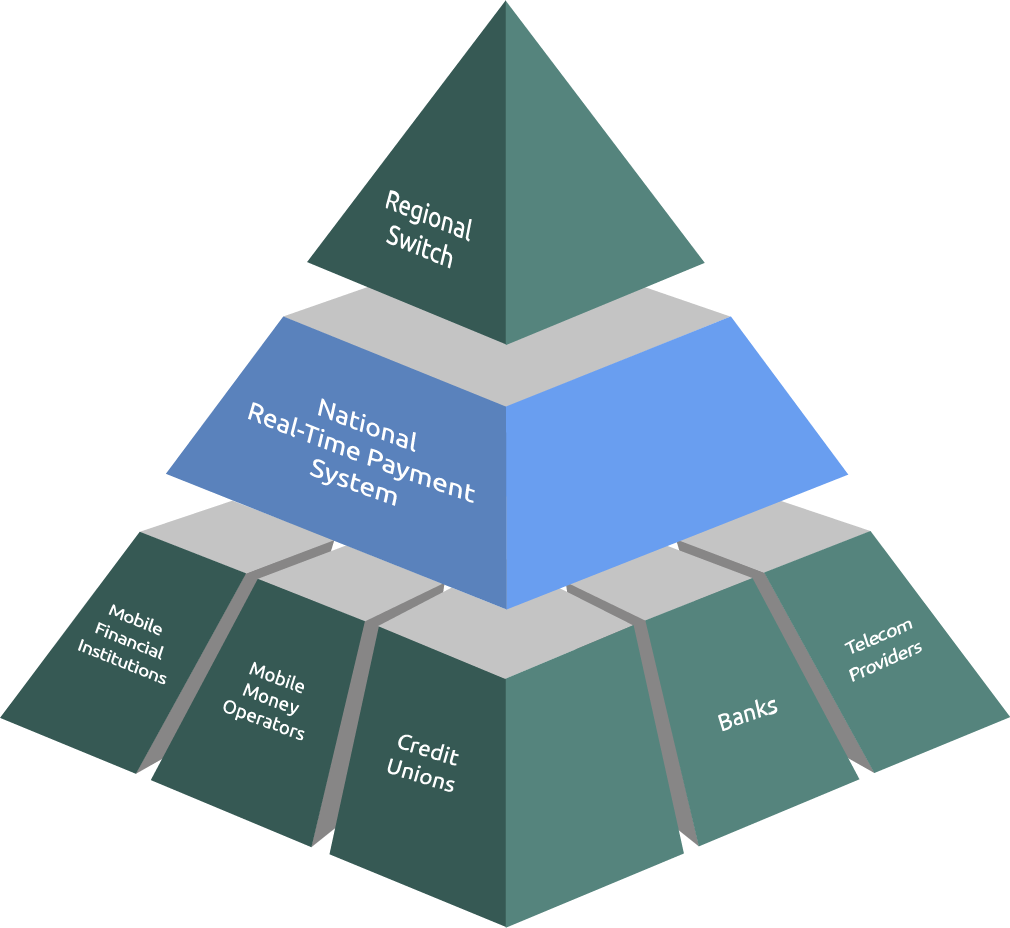 Regional
Switch
National
Real-Time Payment
System
Mobile
Financial
Institutions
Mobile
Money
Operators
Credit
Unions
Banks
Telecom
Providers